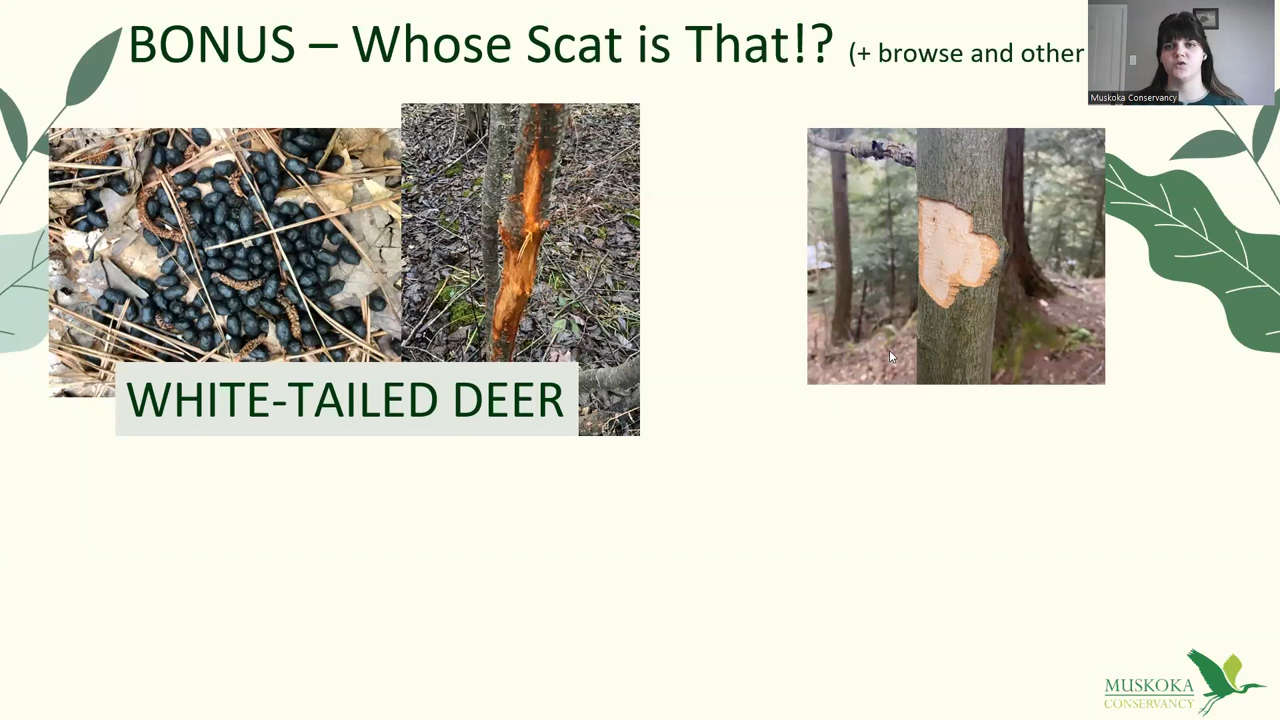 BONUS – Whose Scat is That!? (+ browse and other
Muskoka Conservancy
WHITE-TAILED DEER
MUSKOKA
CONSERVANCY